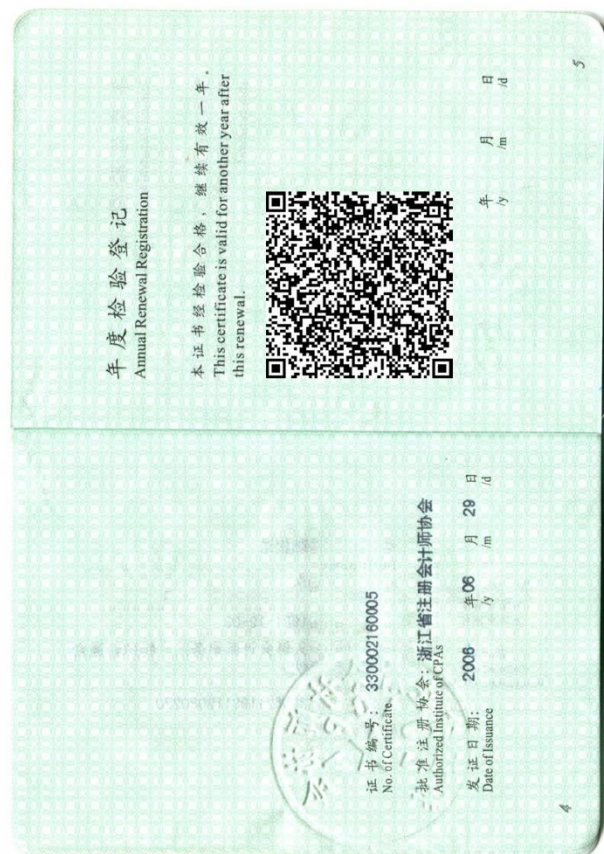 证书编号： 330002160005
No. of Certificate
批准注册协会：浙江省注册会计师协会
Authorized Institute of CPAs
发证日期： 2006 年 06 月 29 日
Date of Issuance /y /m /d
4
年度检验登记
Annual Renewal Registration
本证书经检验合格，继续有效一年。
This certificate is valid for another year after
this renewal.
年 月 日
/y /m /d
5